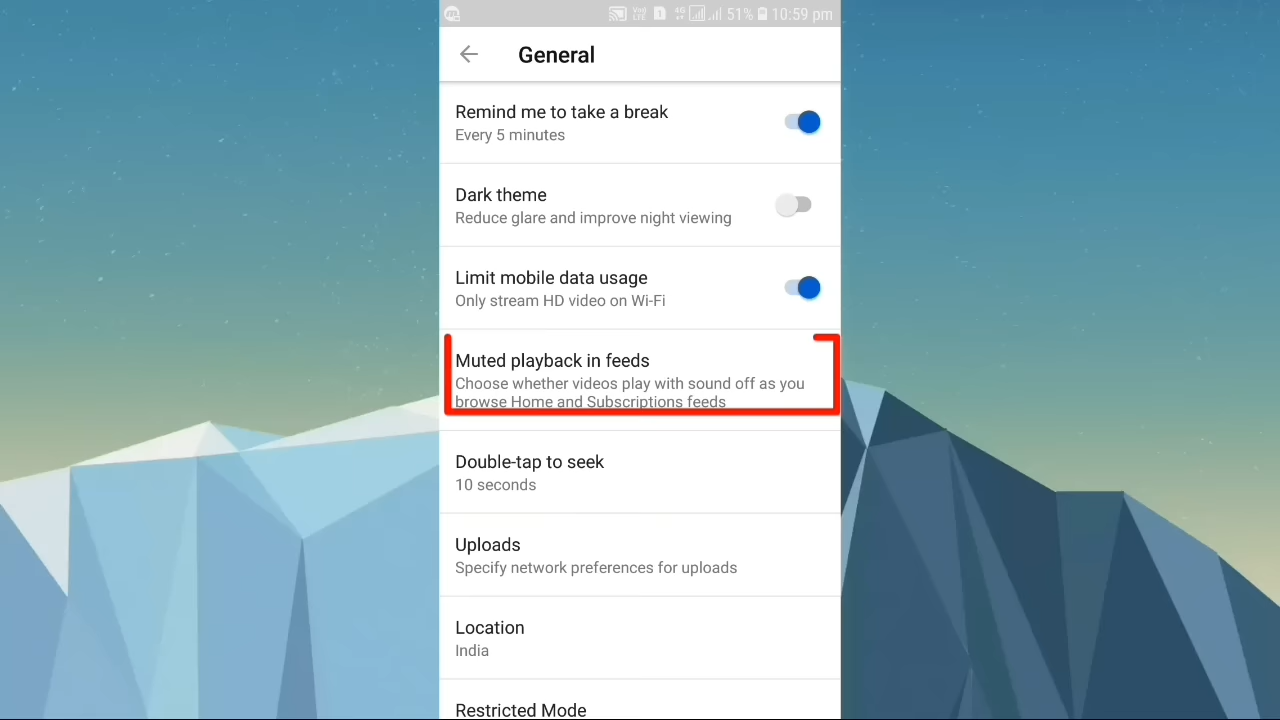 51% 10:59 pm
General
Remind me to take a break
Every 5 minutes
Dark theme
Reduce glare and improve night viewing
Limit mobile data usage
Only stream HD video on Wi-Fi
Muted playback in feeds
Choose whether videos play with sound off as you
browse Home and Subscriptions feeds
Double-tap to seek
10 seconds
Uploads
Specify network preferences for uploads
Location
India
Restricted Mode